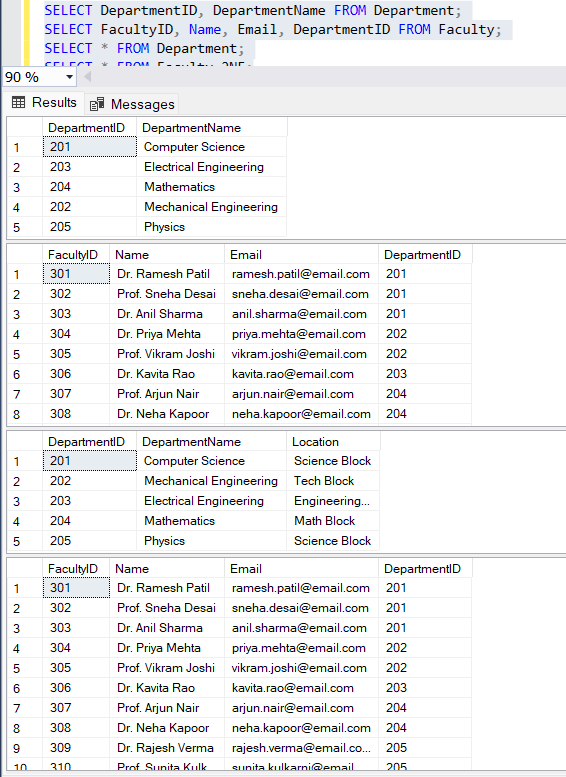 SELECT DepartmentID, DepartmentName FROM Department;
SELECT FacultyID, Name, Email, DepartmentID FROM Faculty;
SELECT * FROM Department;
SELECT * FROM Faculty_2NF;
90 %
Results Messages
DepartmentID DepartmentName
1 201 Computer Science
2 203 Electrical Engineering
3 204 Mathematics
4 202 Mechanical Engineering
5 205 Physics
FacultyID Name Email DepartmentID
1 301 Dr. Ramesh Patil ramesh.patil@email.com 201
2 302 Prof. Sneha Desai sneha.desai@email.com 201
3 303 Dr. Anil Sharma anil.sharma@email.com 201
4 304 Dr. Priya Mehta priya.mehta@email.com 202
5 305 Prof. Vikram Joshi vikram.joshi@email.com 202
6 306 Dr. Kavita Rao kavita.rao@email.com 203
7 307 Prof. Arjun Nair arjun.nair@email.com 204
8 308 Dr. Neha Kapoor neha.kapoor@email.com 204
DepartmentID DepartmentName Location
1 201 Computer Science Science Block
2 202 Mechanical Engineering Tech Block
3 203 Electrical Engineering Engineering...
4 204 Mathematics Math Block
5 205 Physics Science Block
FacultyID Name Email DepartmentID
1 301 Dr. Ramesh Patil ramesh.patil@email.com 201
2 302 Prof. Sneha Desai sneha.desai@email.com 201
3 303 Dr. Anil Sharma anil.sharma@email.com 201
4 304 Dr. Priya Mehta priya.mehta@email.com 202
5 305 Prof. Vikram Joshi vikram.joshi@email.com 202
6 306 Dr. Kavita Rao kavita.rao@email.com 203
7 307 Prof. Arjun Nair arjun.nair@email.com 204
8 308 Dr. Neha Kapoor neha.kapoor@email.com 204
9 309 Dr. Rajesh Verma rajesh.verma@email.co... 205
10 310 Prof. Sunita Kulk... sunita.kulkarni@email... 205